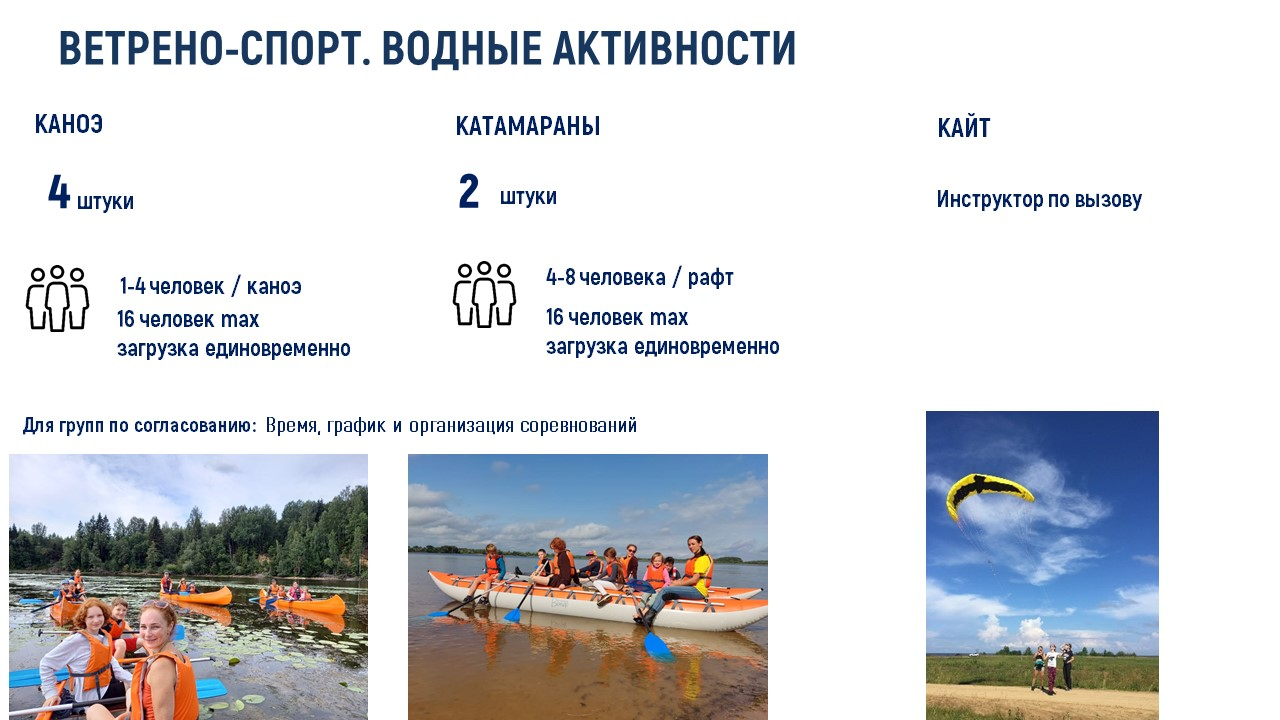 ВЕТРЕНО-СПОРТ. ВОДНЫЕ АКТИВНОСТИ
КАНОЭ
4 штуки
1-4 человек / каноэ
16 человек max
загрузка единовременно
КАТАМАРАНЫ
2 штуки
4-8 человека / рафт
16 человек max
загрузка единовременно
КАЙТ
Инструктор по вызову
Для групп по согласованию: Время, график и организация соревнований